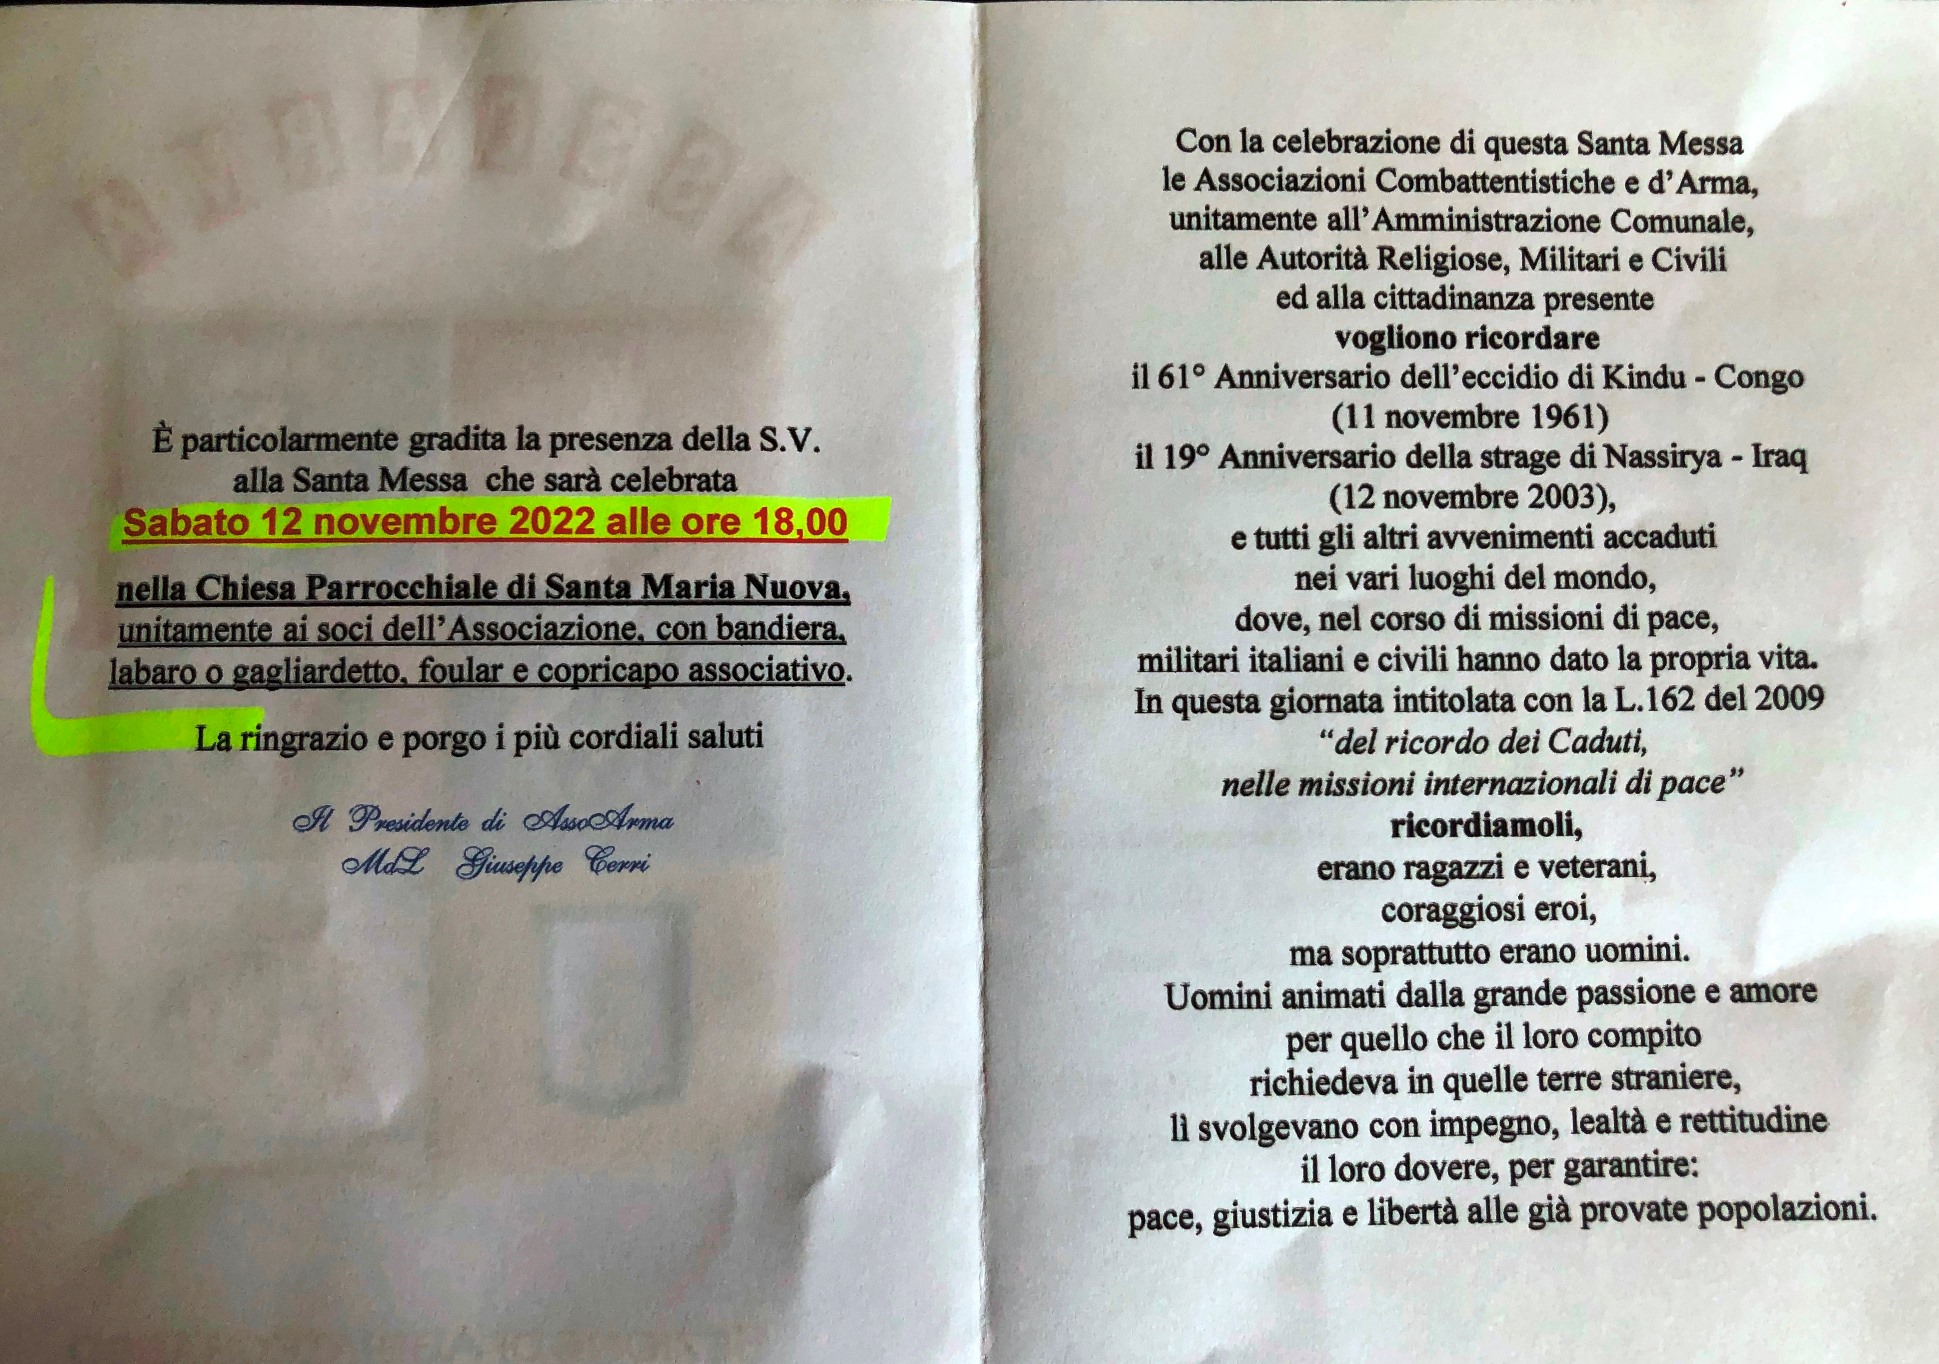 È particolarmente gradita la presenza della S.V.
alla Santa Messa che sarà celebrata
Sabato 12 novembre 2022 alle ore 18,00
nella Chiesa Parrocchiale di Santa Maria Nuova,
unitamente ai soci dell'Associazione, con bandiera,
labaro o gagliardetto, foular e copricapo associativo.
La ringrazio e porgo i più cordiali saluti
Il Presidente di AssoArma
MdL Giuseppe Cerri
Con la celebrazione di questa Santa Messa
le Associazioni Combattentistiche e d'Arma,
unitamente all'Amministrazione Comunale,
alle Autorità Religiose, Militari e Civili
ed alla cittadinanza presente
vogliono ricordare
il 61° Anniversario dell'eccidio di Kindu - Congo
(11 novembre 1961)
il 19° Anniversario della strage di Nassirya - Iraq
(12 novembre 2003),
e tutti gli altri avvenimenti accaduti
nei vari luoghi del mondo,
dove, nel corso di missioni di pace,
militari italiani e civili hanno dato la propria vita.
In questa giornata intitolata con la L.162 del 2009
“del ricordo dei Caduti,
nelle missioni internazionali di pace”
ricordiamoli,
erano ragazzi e veterani,
coraggiosi eroi,
ma soprattutto erano uomini.
Uomini animati dalla grande passione e amore
per quello che il loro compito
richiedeva in quelle terre straniere,
lì svolgevano con impegno, lealtà e rettitudine
il loro dovere, per garantire:
pace, giustizia e libertà alle già provate popolazioni.